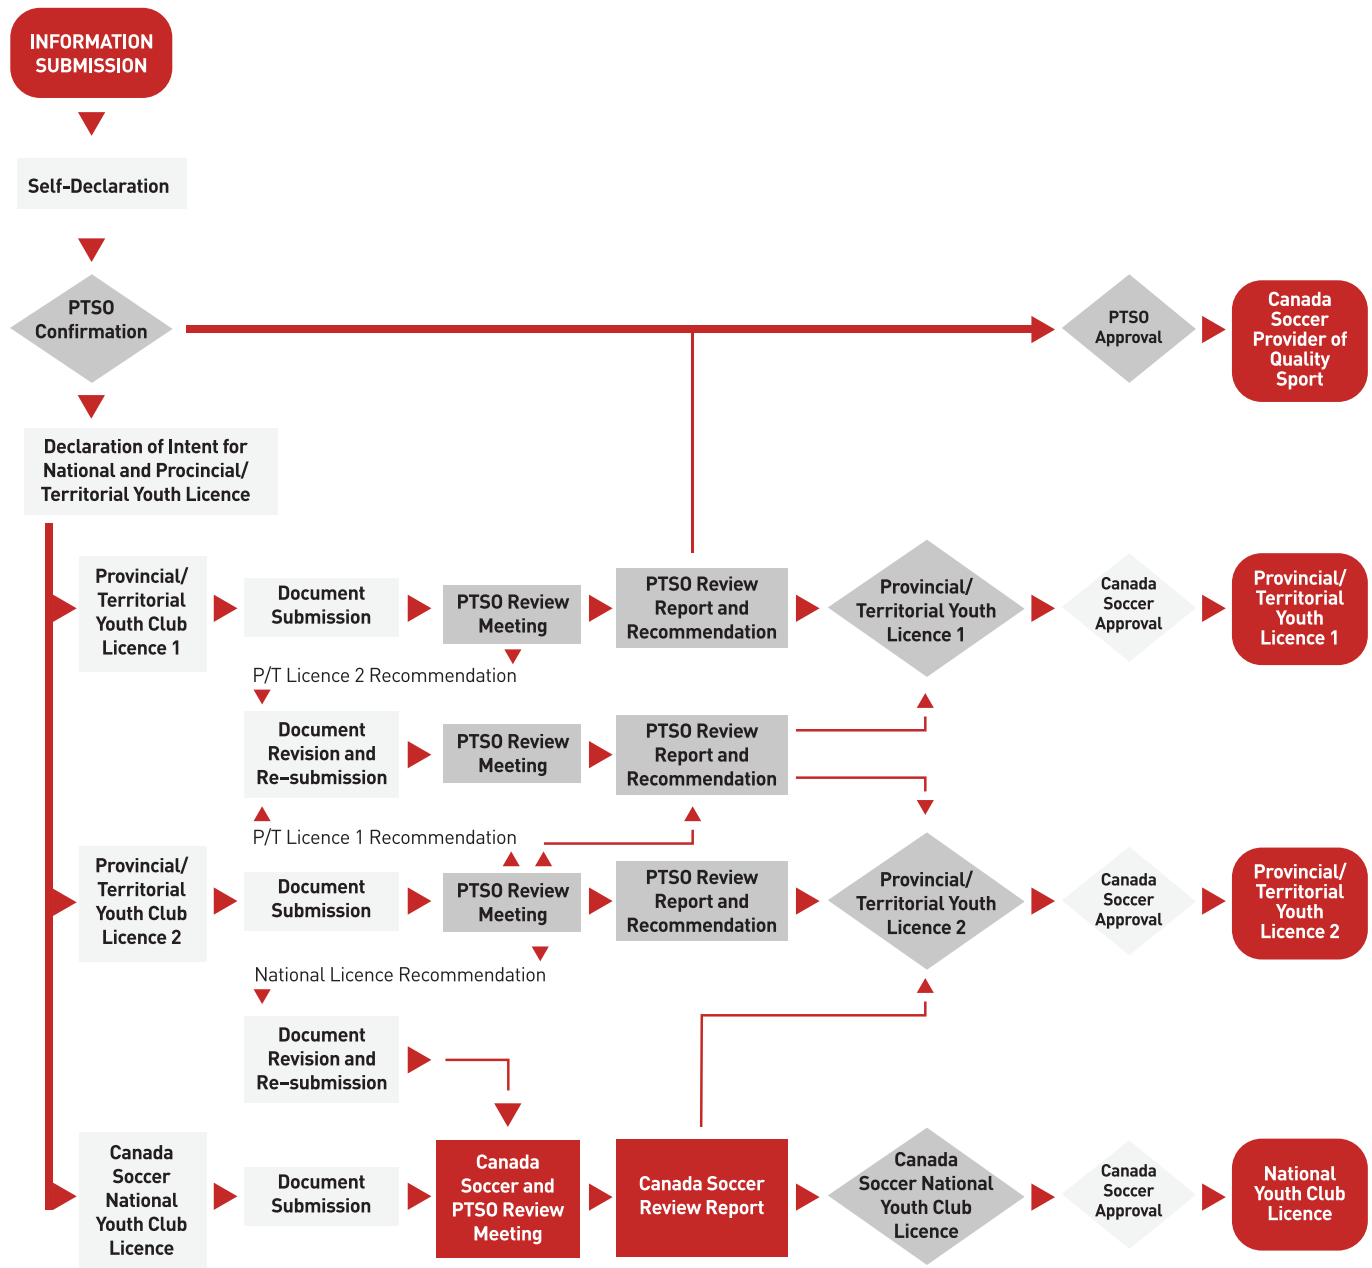 INFORMATION
SUBMISSION
Self-Declaration
PTSO
Confirmation
PTSO
Approval
Canada
Soccer
Provider of
Quality
Sport
Declaration of Intent for
National and Procincial/
Territorial Youth Licence
Provincial/
Territorial
Youth Club
Licence 1
Document
Submission
PTSO Review
Meeting
PTSO Review
Report and
Recommendation
Provincial/
Territorial Youth
Licence 1
Canada
Soccer
Approval
Provincial/
Territorial
Youth
Licence 1
P/T Licence 2 Recommendation
Document
Revision and
Re-submission
PTSO Review
Meeting
PTSO Review
Report and
Recommendation
P/T Licence 1 Recommendation
Provincial/
Territorial
Youth Club
Licence 2
Document
Submission
PTSO Review
Meeting
PTSO Review
Report and
Recommendation
Provincial/
Territorial Youth
Licence 2
Canada
Soccer
Approval
Provincial/
Territorial
Youth
Licence 2
National Licence Recommendation
Document
Revision and
Re-submission
Canada
Soccer
National
Youth Club
Licence
Document
Submission
Canada
Soccer and
PTSO Review
Meeting
Canada Soccer
Review Report
Canada
Soccer National
Youth Club
Licence
Canada
Soccer
Approval
National
Youth Club
Licence